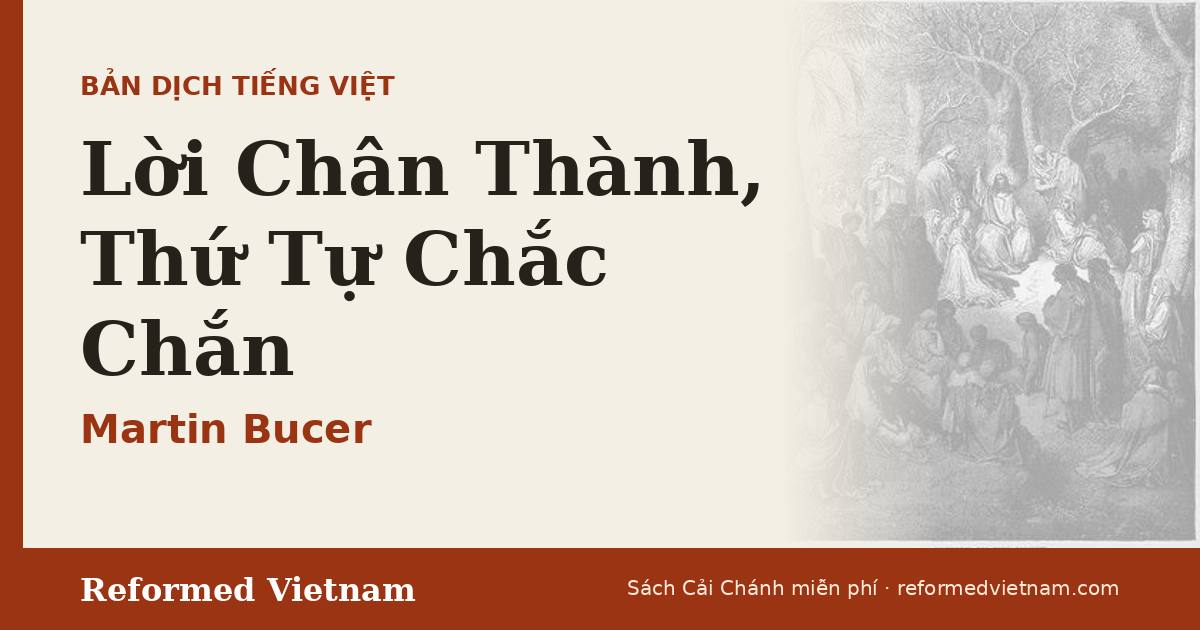 BẢN DỊCH TIẾNG VIỆT
Lời Chân Thành,
Thứ Tự Chắc
Chắn
Martin Bucer
Reformed Vietnam
Sách Cải Chánh miễn phí · reformedvietnam.com